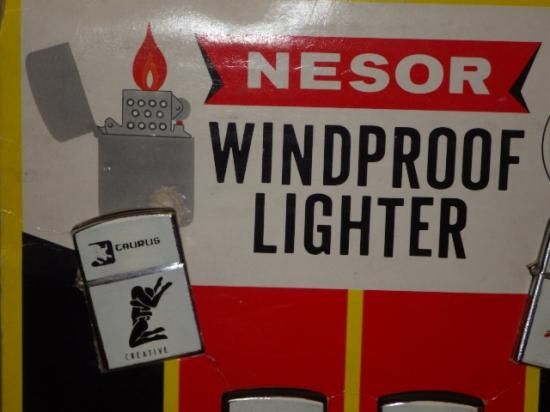 NESOR
WINDPROOF
LIGHTER
TAURUS
CREATIVE